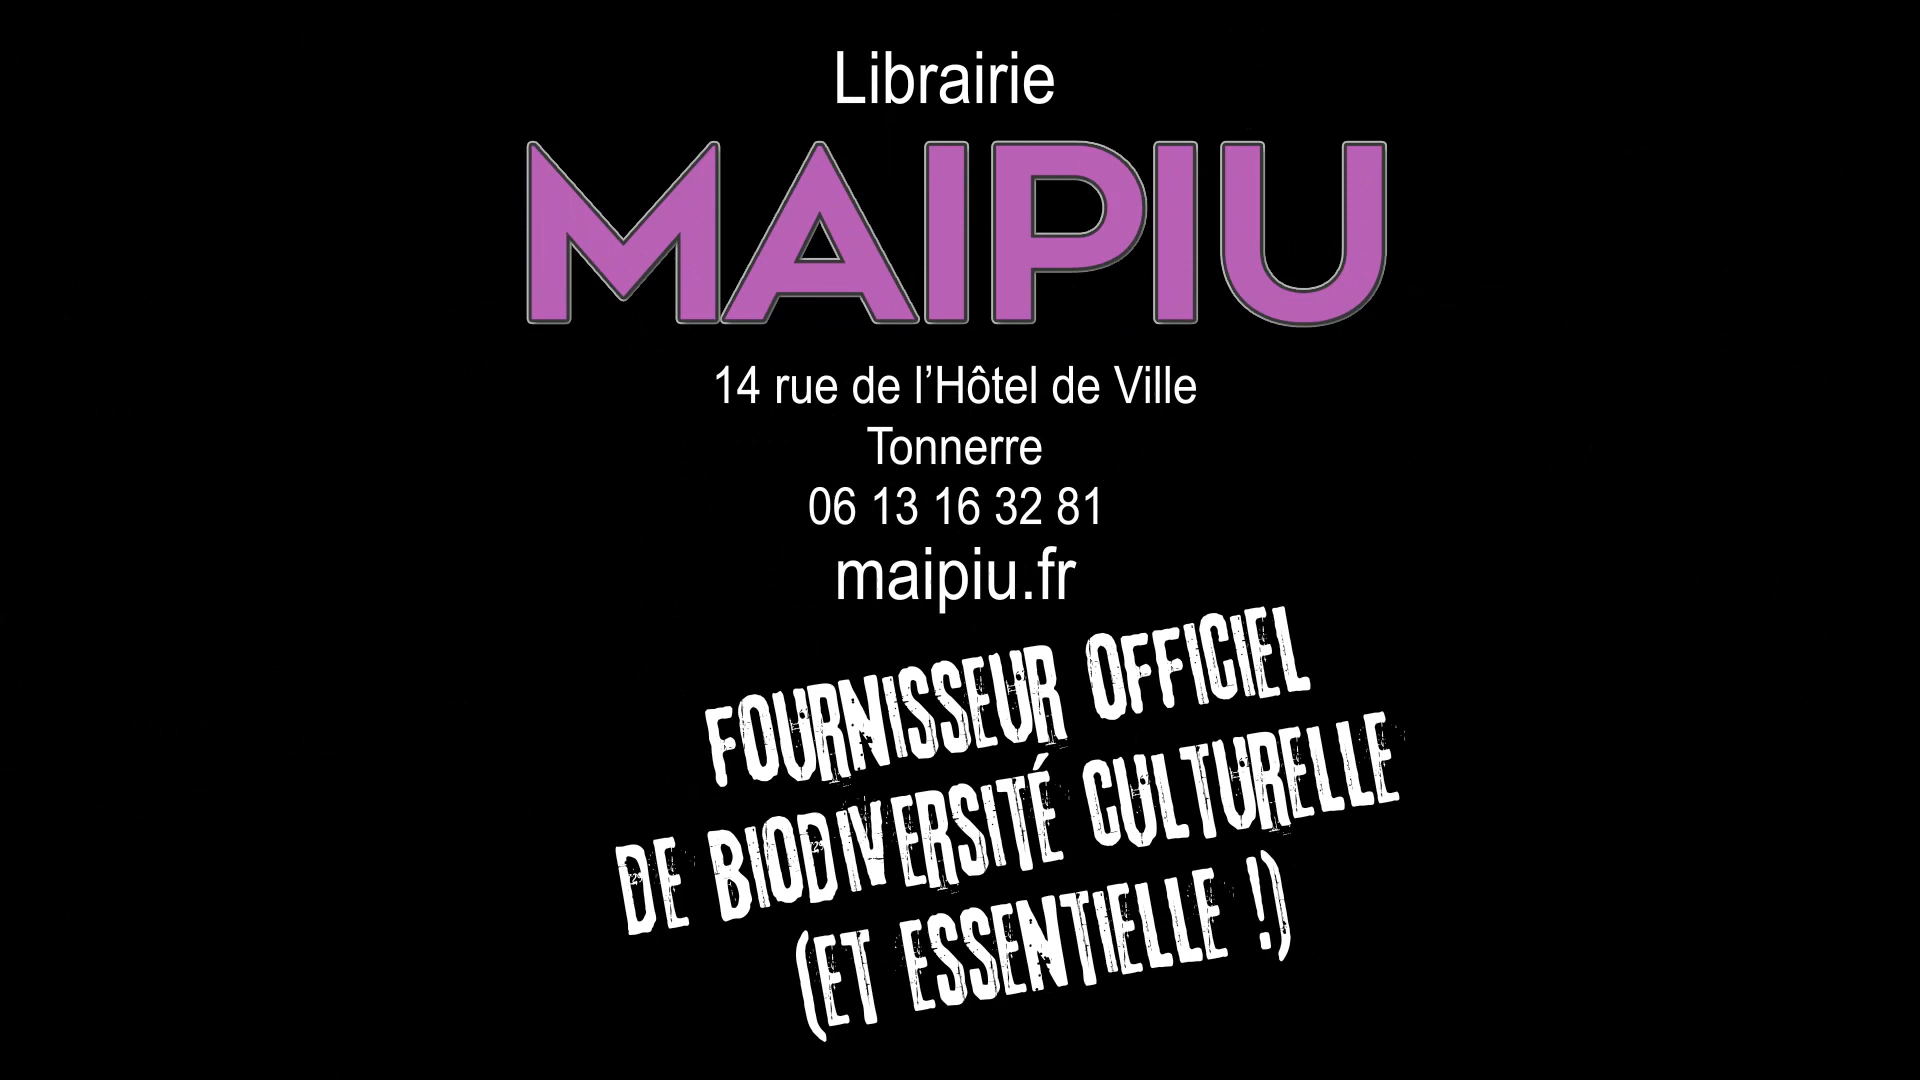 Librairie
MAIPIU
14 rue de l’Hôtel de Ville
Tonnerre
06 13 16 32 81
maipiu.fr
FOURNISSEUR OFFICIEL
DE BIODIVERSITÉ CULTURELLE
(ET ESSENTIELLE !)